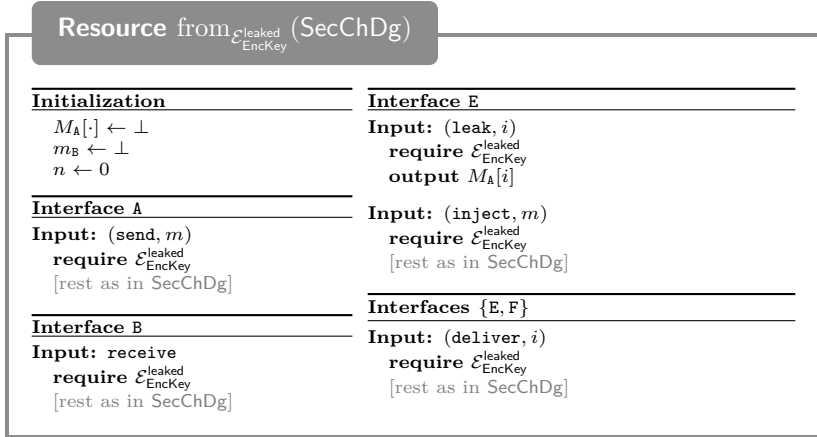 Resource from_{𝓔^{leaked}_{EncKey}}(SecChDg)
Initialization
M_A[·] ← ⊥
m_B ← ⊥
n ← 0
Interface A
Input: (send, m)
require 𝓔^{leaked}_{EncKey}
[rest as in SecChDg]
Interface B
Input: receive
require 𝓔^{leaked}_{EncKey}
[rest as in SecChDg]
Interface E
Input: (leak, i)
require 𝓔^{leaked}_{EncKey}
output M_A[i]
Input: (inject, m)
require 𝓔^{leaked}_{EncKey}
[rest as in SecChDg]
Interfaces {E, F}
Input: (deliver, i)
require 𝓔^{leaked}_{EncKey}
[rest as in SecChDg]